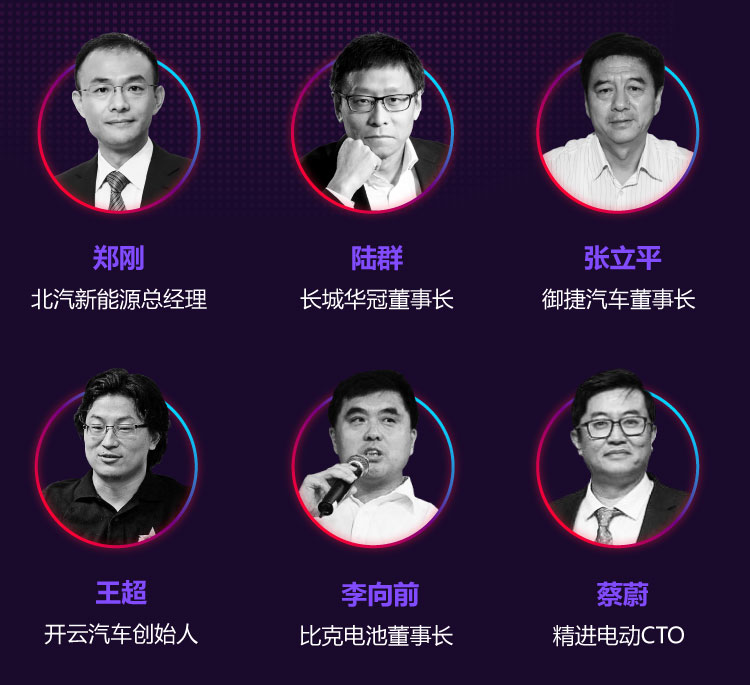 郑刚
陆群
张立平
北汽新能源总经理
长城华冠董事长
御捷汽车董事长
王超
李向前
蔡蔚
开云汽车创始人
比克电池董事长
精进电动CTO